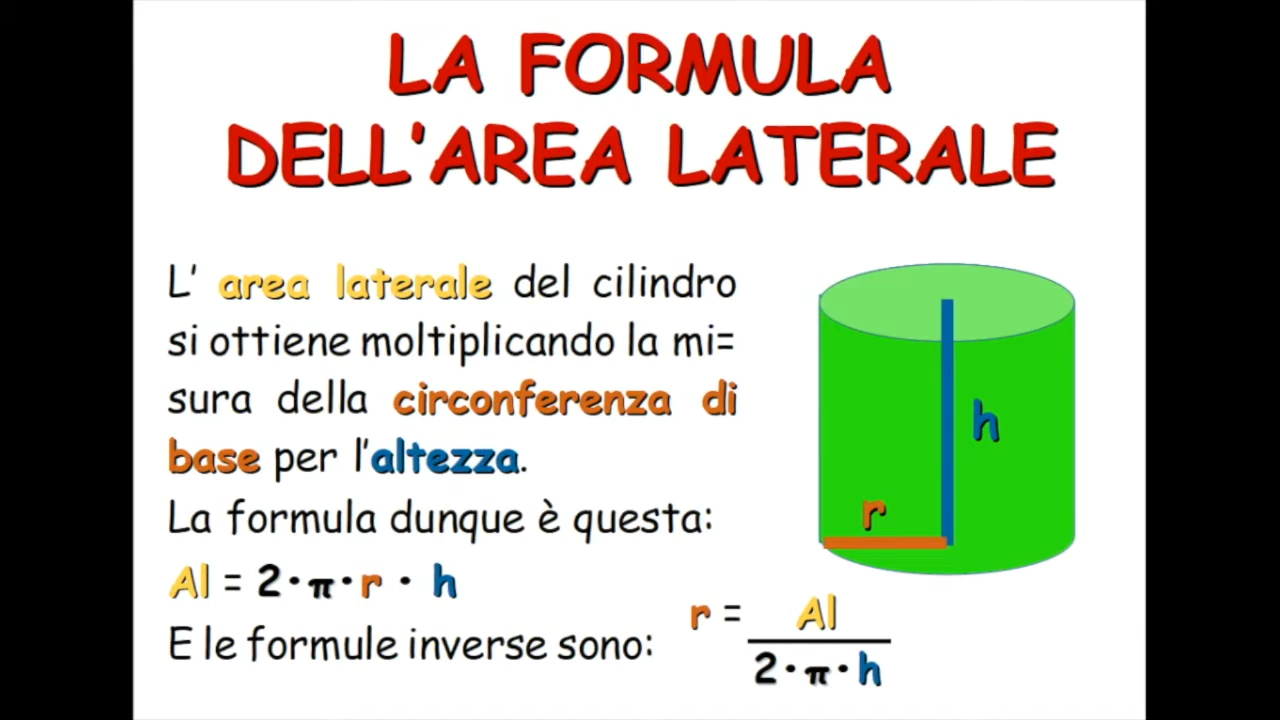 LA FORMULA
DELL'AREA LATERALE
L' area laterale del cilindro
si ottiene moltiplicando la mi=
sura della circonferenza di
base per l'altezza.
La formula dunque è questa:
Al = 2·π·r · h
E le formule inverse sono:
r = Al
2·π·h
h
r